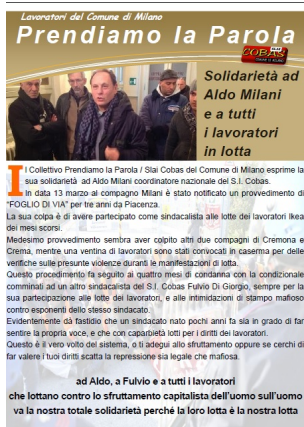 Lavoratori del Comune di Milano
Prendiamo la Parola
COBAS
Solidarietà ad
Aldo Milani
e a tutti
i lavoratori
in lotta
Il Collettivo Prendiamo la Parola / Slai Cobas del Comune di Milano esprime la
sua solidarietà ad Aldo Milani coordinatore nazionale del S.I. Cobas.
In data 13 marzo al compagno Milani è stato notificato un provvedimento di
"FOGLIO DI VIA" per tre anni da Piacenza.
La sua colpa è di avere partecipato come sindacalista alle lotte dei lavoratori Ikea
dei mesi scorsi.
Medesimo provvedimento sembra aver colpito altri due compagni di Cremona e
Crema, mentre una ventina di lavoratori sono stati convocati in caserma per delle
verifiche sulle presunte violenze durante le manifestazioni di lotta.
Questo procedimento fa seguito ai quattro mesi di condanna con la condizionale
comminati ad un altro sindacalista del S.I. Cobas Fulvio Di Giorgio, sempre per la
sua partecipazione alle lotte dei lavoratori, e alle intimidazioni di stampo mafioso
contro esponenti dello stesso sindacato.
Evidentemente dà fastidio che un sindacato nato pochi anni fa sia in grado di far
sentire la propria voce, e che con caparbietà lotti per i diritti dei lavoratori.
Questo è il vero volto del sistema, o ti adegui allo sfruttamento oppure se cerchi di
far valere i tuoi diritti scatta la repressione sia legale che mafiosa.
ad Aldo, a Fulvio e a tutti i lavoratori
che lottano contro lo sfruttamento capitalista dell'uomo sull'uomo
va la nostra totale solidarietà perché la loro lotta è la nostra lotta